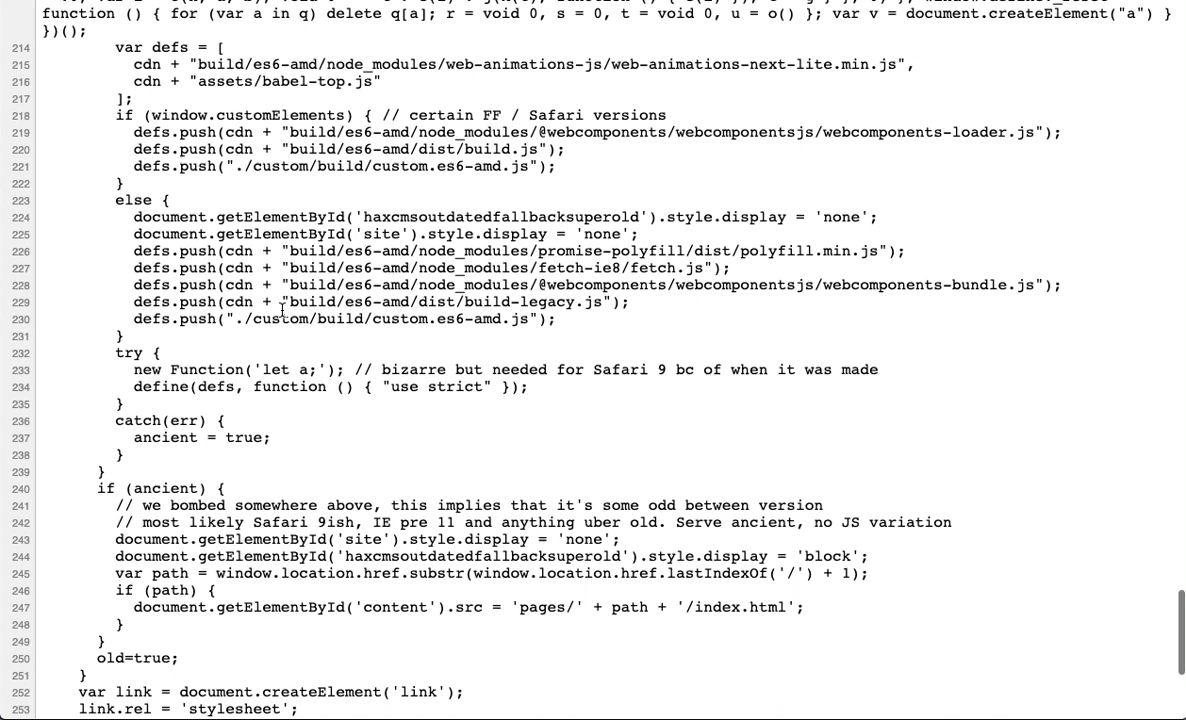 function () { for (var a in q) delete q[a]; r = void 0, s = 0, t = void 0, u = o() }; var v = document.createElement("a") }
})();
214 var defs = [
215 cdn + "build/es6-amd/node_modules/web-animations-js/web-animations-next-lite.min.js",
216 cdn + "assets/babel-top.js"
217 ];
218 if (window.customElements) { // certain FF / Safari versions
219 defs.push(cdn + "build/es6-amd/node_modules/@webcomponents/webcomponentsjs/webcomponents-loader.js");
220 defs.push(cdn + "build/es6-amd/dist/build.js");
221 defs.push("./custom/build/custom.es6-amd.js");
222 }
223 else {
224 document.getElementById('haxcmsoutdatedfallbacksuperold').style.display = 'none';
225 document.getElementById('site').style.display = 'none';
226 defs.push(cdn + "build/es6-amd/node_modules/promise-polyfill/dist/polyfill.min.js");
227 defs.push(cdn + "build/es6-amd/node_modules/fetch-ie8/fetch.js");
228 defs.push(cdn + "build/es6-amd/node_modules/@webcomponents/webcomponentsjs/webcomponents-bundle.js");
229 defs.push(cdn + "build/es6-amd/dist/build-legacy.js");
230 defs.push("./custom/build/custom.es6-amd.js");
231 }
232 try {
233 new Function('let a;'); // bizarre but needed for Safari 9 bc of when it was made
234 define(defs, function () { "use strict" });
235 }
236 catch(err) {
237 ancient = true;
238 }
239 }
240 if (ancient) {
241 // we bombed somewhere above, this implies that it's some odd between version
242 // most likely Safari 9ish, IE pre 11 and anything uber old. Serve ancient, no JS variation
243 document.getElementById('site').style.display = 'none';
244 document.getElementById('haxcmsoutdatedfallbacksuperold').style.display = 'block';
245 var path = window.location.href.substr(window.location.href.lastIndexOf('/') + 1);
246 if (path) {
247 document.getElementById('content').src = 'pages/' + path + '/index.html';
248 }
249 }
250 old=true;
251 }
252 var link = document.createElement('link');
253 link.rel = 'stylesheet';